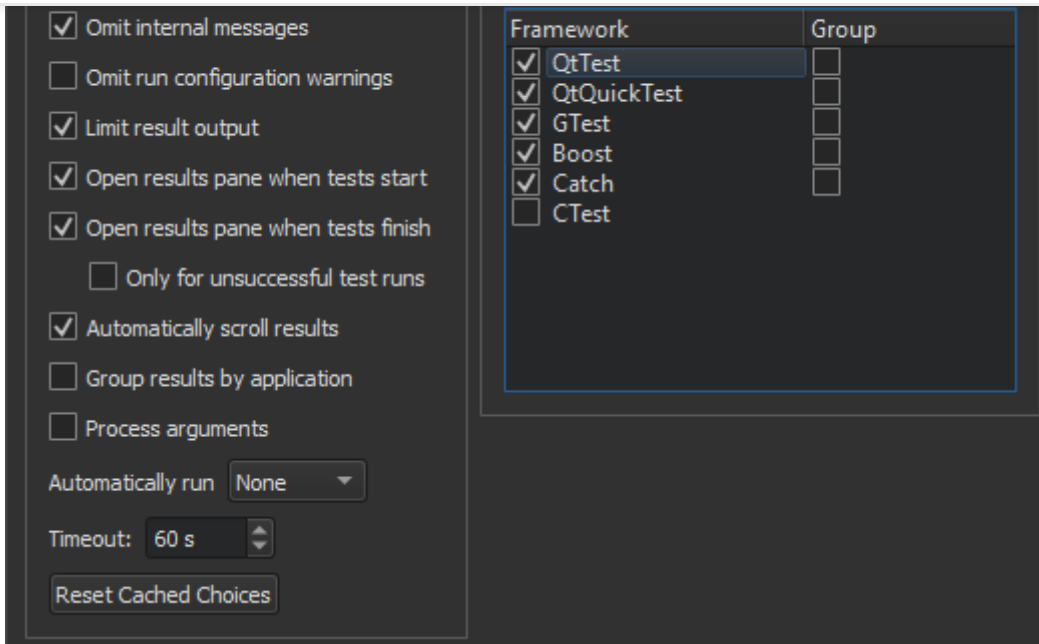 Omit internal messages
Omit run configuration warnings
Limit result output
Open results pane when tests start
Open results pane when tests finish
Only for unsuccessful test runs
Automatically scroll results
Group results by application
Process arguments
Automatically run None
Timeout: 60 s
Reset Cached Choices
Framework Group
QtTest
QtQuickTest
GTest
Boost
Catch
CTest